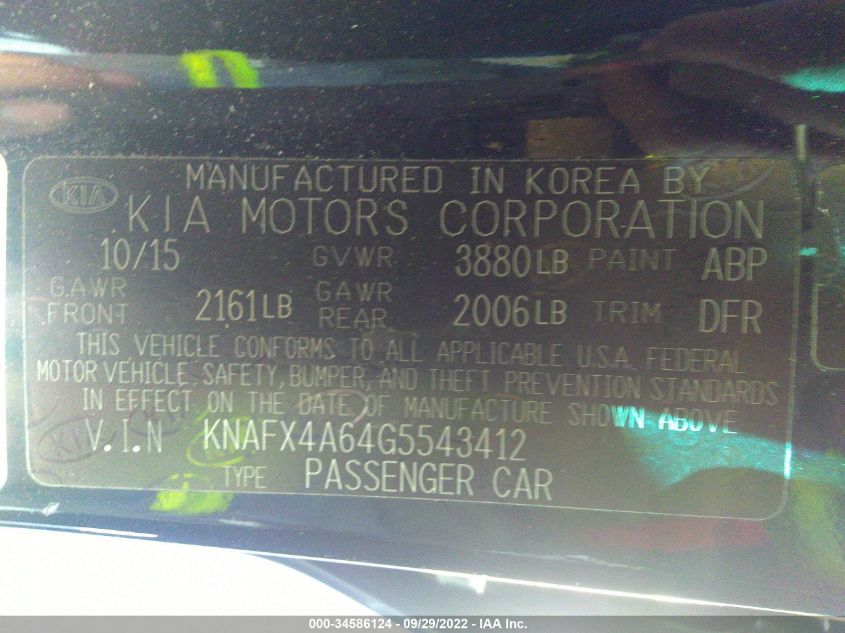 KIA
MANUFACTURED IN KOREA BY
KIA MOTORS CORPORATION
10/15 GVWR 3880LB PAINT ABP
G.AWR FRONT 2161LB GAWR REAR 2006LB TRIM DFR
THIS VEHICLE CONFORMS TO ALL APPLICABLE U.S.A. FEDERAL
MOTOR VEHICLE SAFETY, BUMPER, AND THEFT PREVENTION STANDARDS
IN EFFECT ON THE DATE OF MANUFACTURE SHOWN ABOVE
V.I.N KNAFX4A64G5543412
TYPE PASSENGER CAR
000-34586124 - 09/29/2022 - IAA Inc.